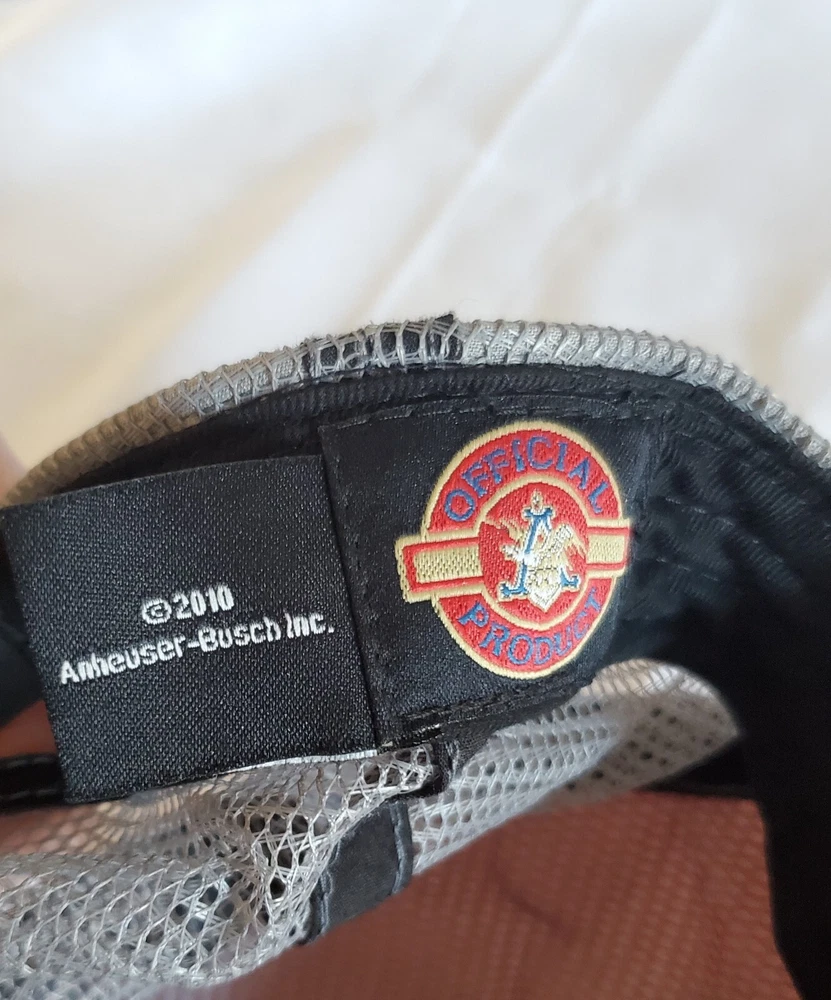 ©2010
Anheuser-Busch Inc.
OFFICIAL
A
PRODUCT